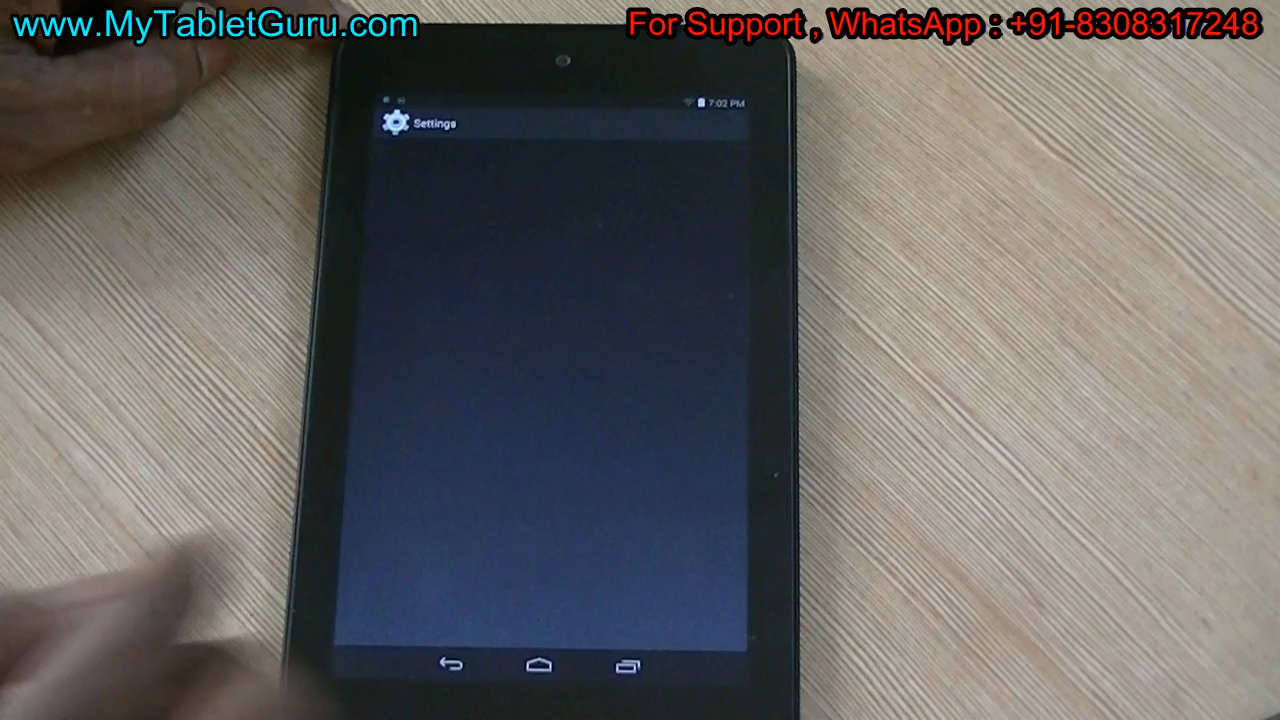 www.MyTabletGuru.com
For Support , WhatsApp : +91-8308317248
7:02 PM
Settings